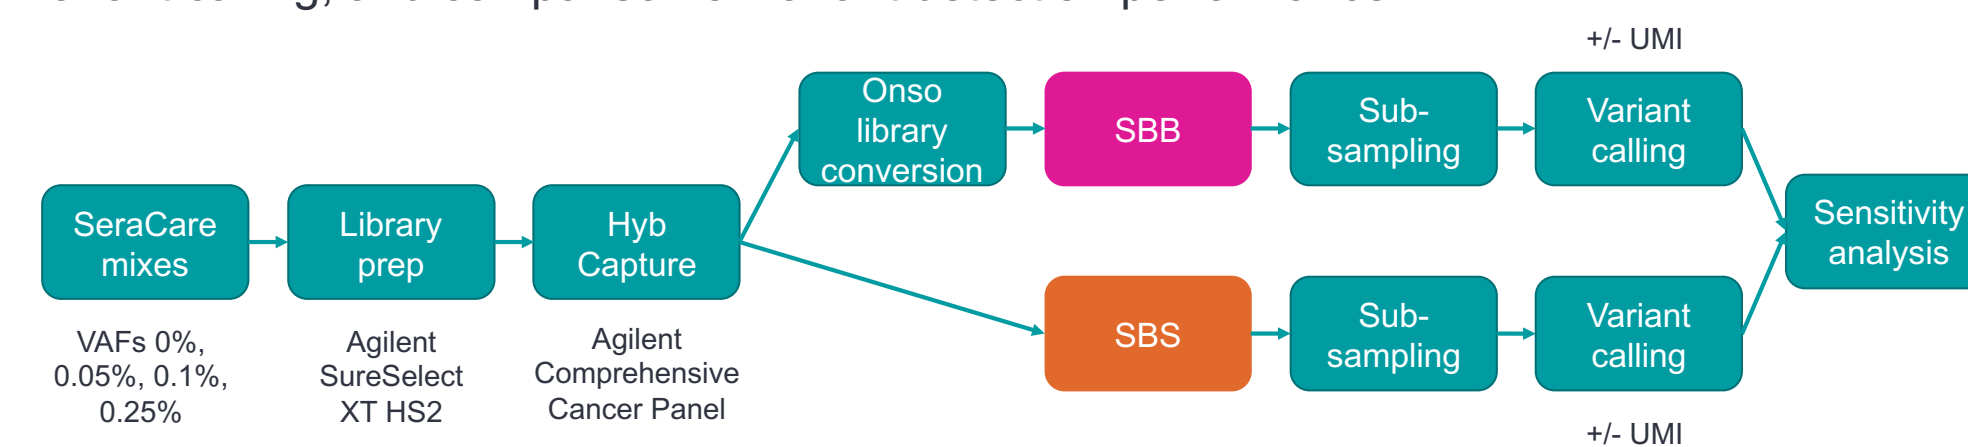 +/- UMI
Onso
library
conversion
SBB
Sub-
sampling
Variant
calling
SeraCare
mixes
Library
prep
Hyb
Capture
Sensitivity
analysis
VAFs 0%,
0.05%, 0.1%,
0.25%
Agilent
SureSelect
XT HS2
Agilent
Comprehensive
Cancer Panel
SBS
Sub-
sampling
Variant
calling
+/- UMI